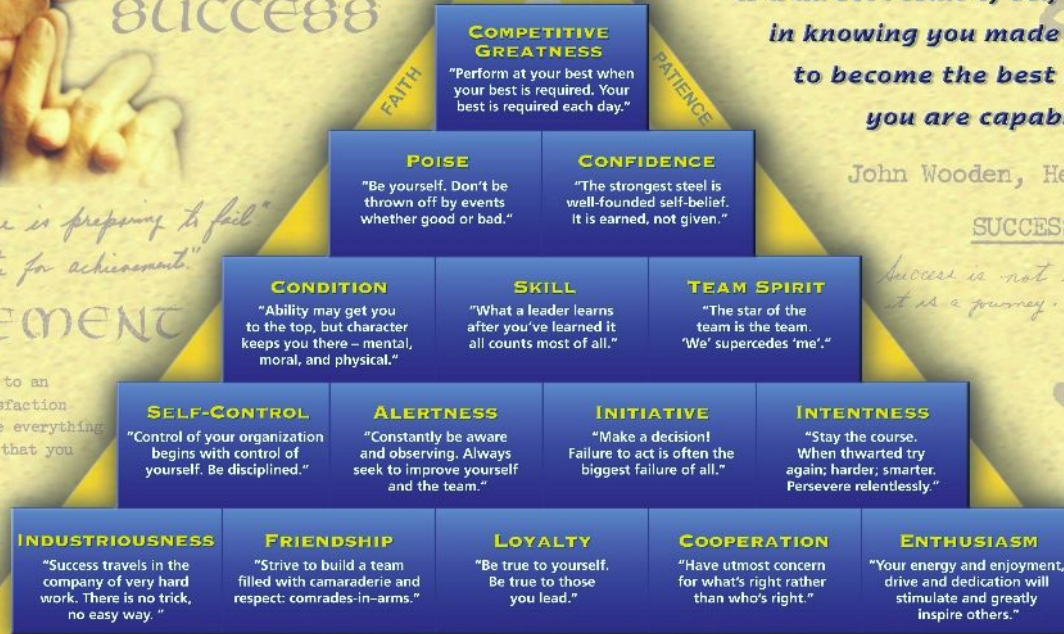 success
COMPETITIVE
GREATNESS
"Perform at your best when
your best is required. Your
best is required each day."
FAITH
PATIENCE
in knowing you made
to become the best
you are
John Wooden,
POISE
"Be yourself. Don't be
thrown off by events
whether good or bad."
CONFIDENCE
"The strongest steel is
well-founded self-belief.
It is earned, not given."
is preparing to fail"
for achievement."
SUCCESS
Success is not
it is a journey
CONDITION
"Ability may get you
to the top, but character
keeps you there – mental,
moral, and physical."
SKILL
"What a leader learns
after you've learned it
all counts most of all."
TEAM SPIRIT
"The star of the
team is the team.
'We' supercedes 'me'."
to an
everything
that you
SELF-CONTROL
"Control of your organization
begins with control of
yourself. Be disciplined."
ALERTNESS
"Constantly be aware
and observing. Always
seek to improve yourself
and the team."
INITIATIVE
"Make a decision!
Failure to act is often the
biggest failure of all."
INTENTNESS
"Stay the course.
When thwarted try
again; harder; smarter.
Persevere relentlessly."
INDUSTRIOUSNESS
"Success travels in the
company of very hard
work. There is no trick,
no easy way. "
FRIENDSHIP
"Strive to build a team
filled with camaraderie and
respect: comrades-in–arms."
LOYALTY
"Be true to yourself.
Be true to those
you lead."
COOPERATION
"Have utmost concern
for what's right rather
than who's right."
ENTHUSIASM
"Your energy and enjoyment,
drive and dedication will
stimulate and greatly
inspire others."